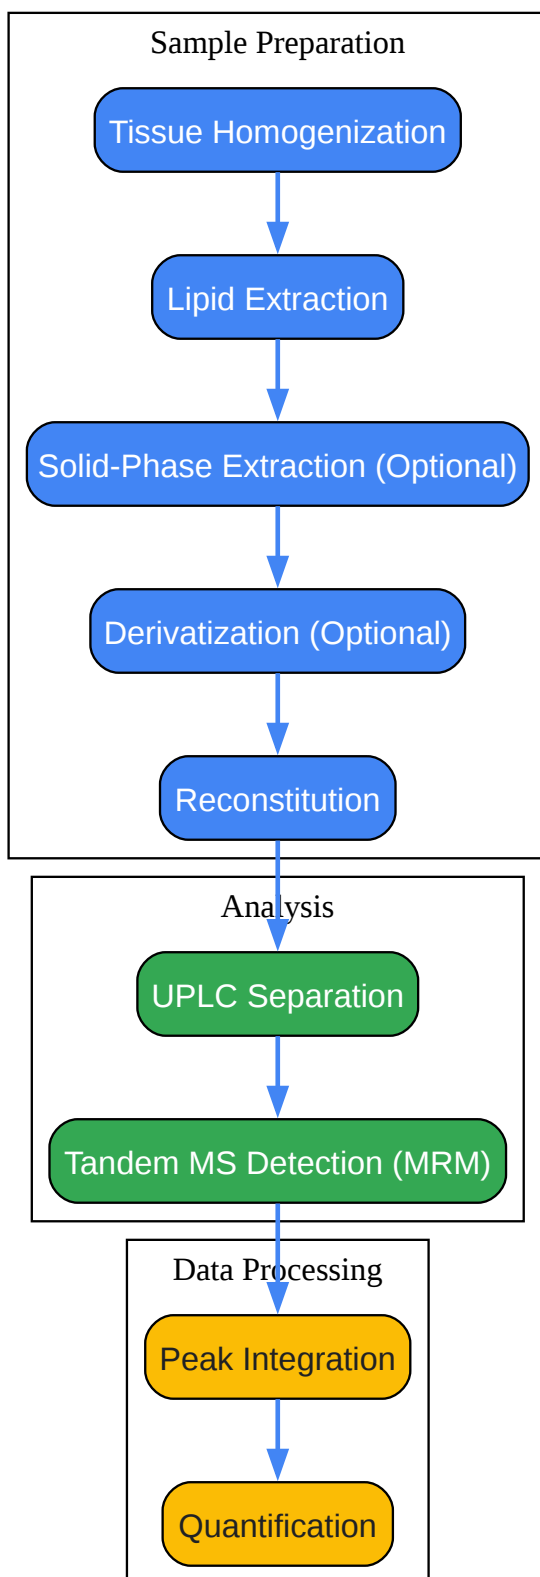 Sample Preparation
Tissue Homogenization
Lipid Extraction
Solid-Phase Extraction (Optional)
Derivatization (Optional)
Reconstitution
Analysis
UPLC Separation
Tandem MS Detection (MRM)
Data Processing
Peak Integration
Quantification